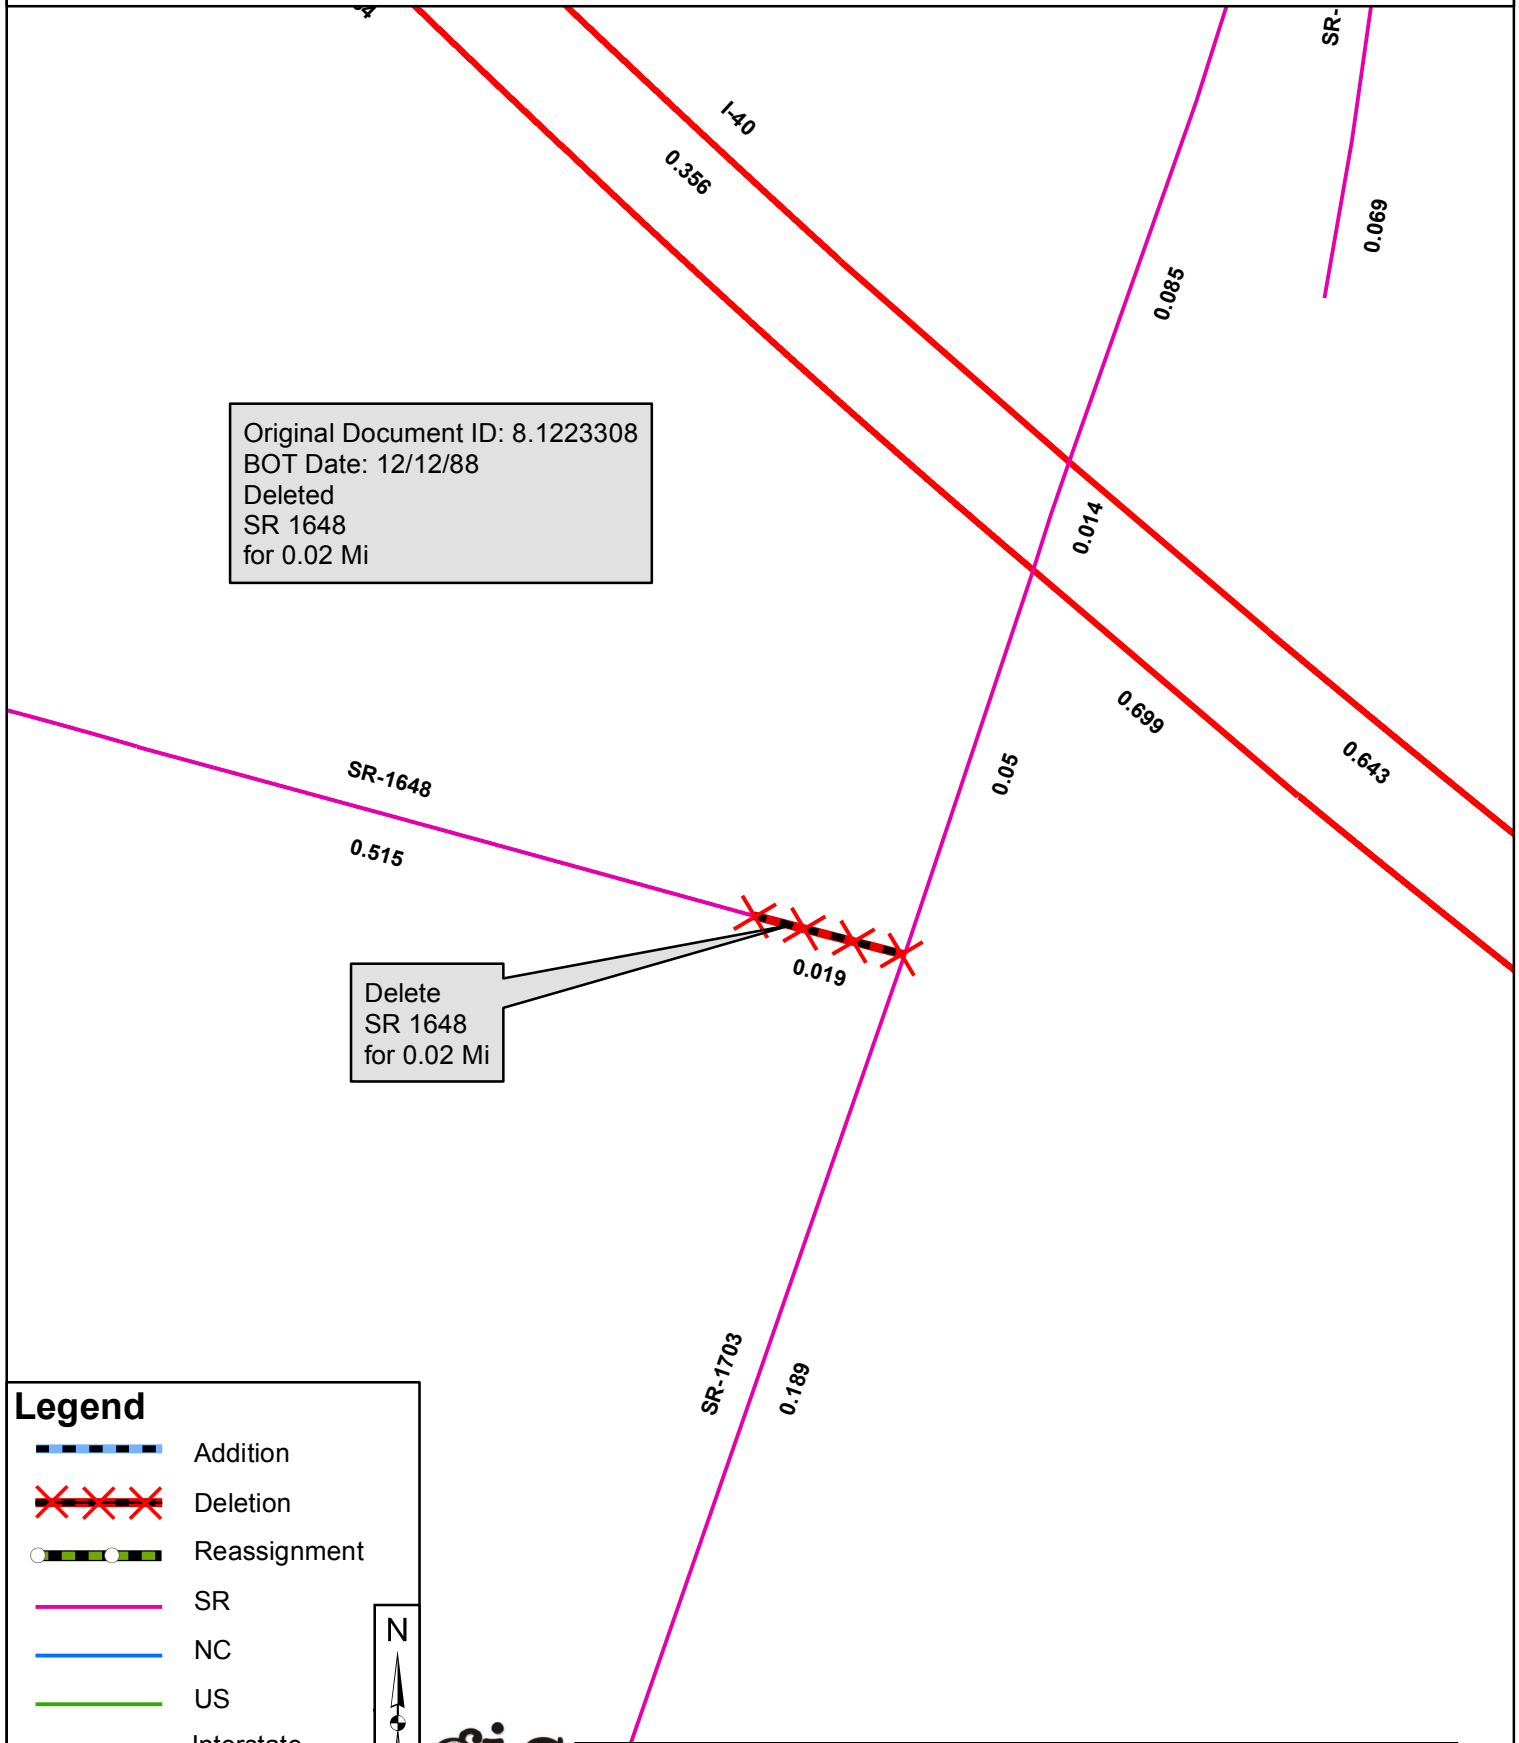 SR-
I-40
0.356
0.069
0.085
Original Document ID: 8.1223308
BOT Date: 12/12/88
Deleted
SR 1648
for 0.02 Mi
0.014
0.699
0.643
0.05
SR-1648
0.515
0.019
Delete
SR 1648
for 0.02 Mi
SR-1703
0.189
Legend
Addition
Deletion
Reassignment
SR
NC
US
Interstate
N